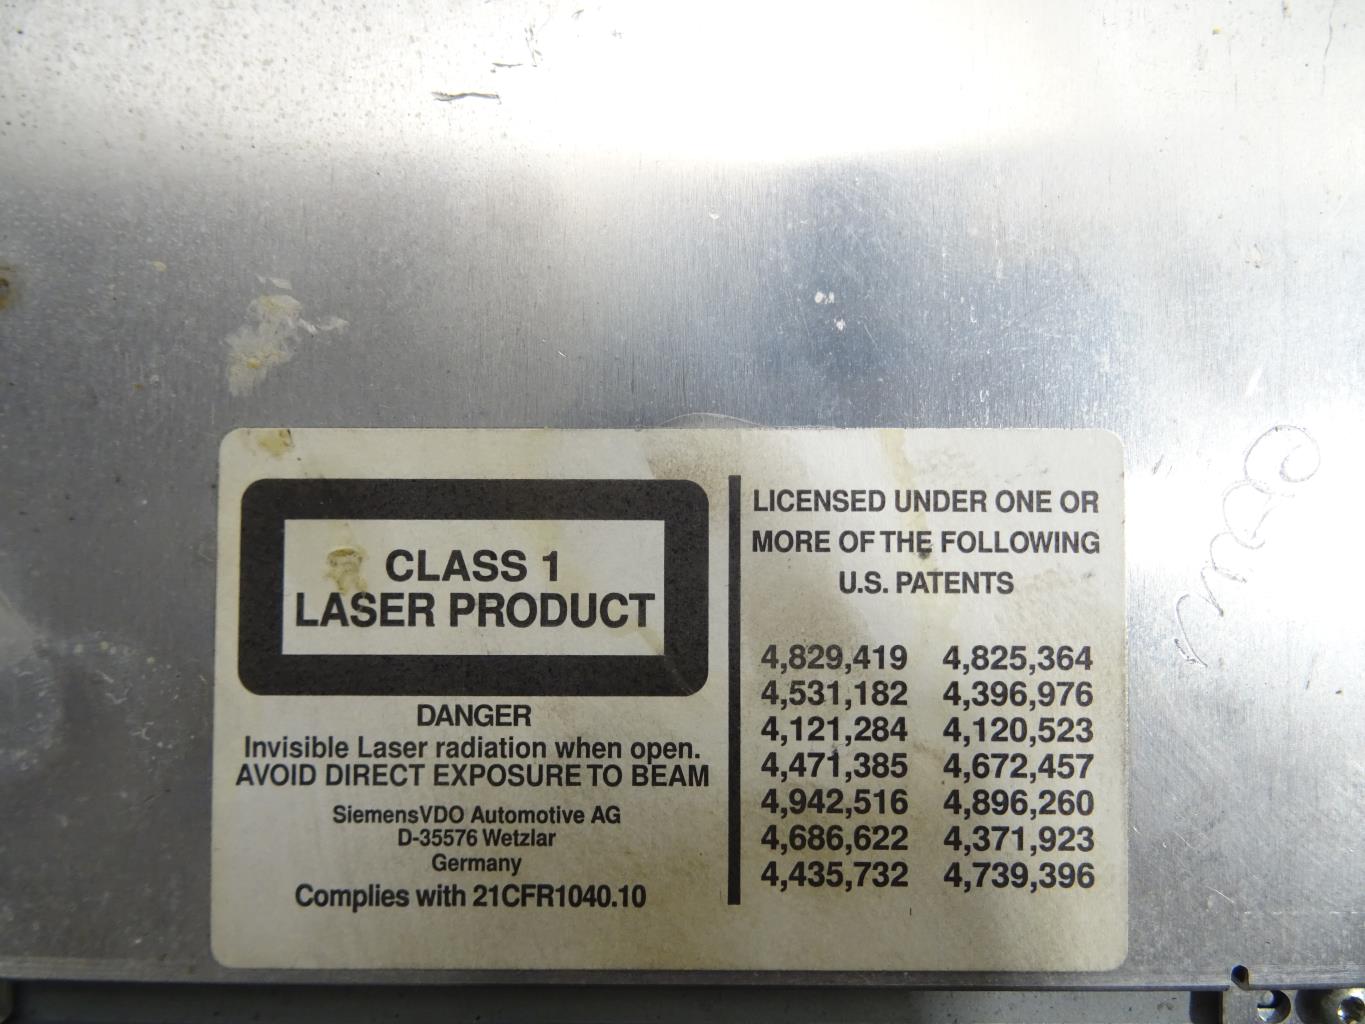 CLASS 1
LASER PRODUCT
DANGER
Invisible Laser radiation when open.
AVOID DIRECT EXPOSURE TO BEAM
SiemensVDO Automotive AG
D-35576 Wetzlar
Germany
Complies with 21CFR1040.10
LICENSED UNDER ONE OR
MORE OF THE FOLLOWING
U.S. PATENTS
4,829,419 4,825,364
4,531,182 4,396,976
4,121,284 4,120,523
4,471,385 4,672,457
4,942,516 4,896,260
4,686,622 4,371,923
4,435,732 4,739,396